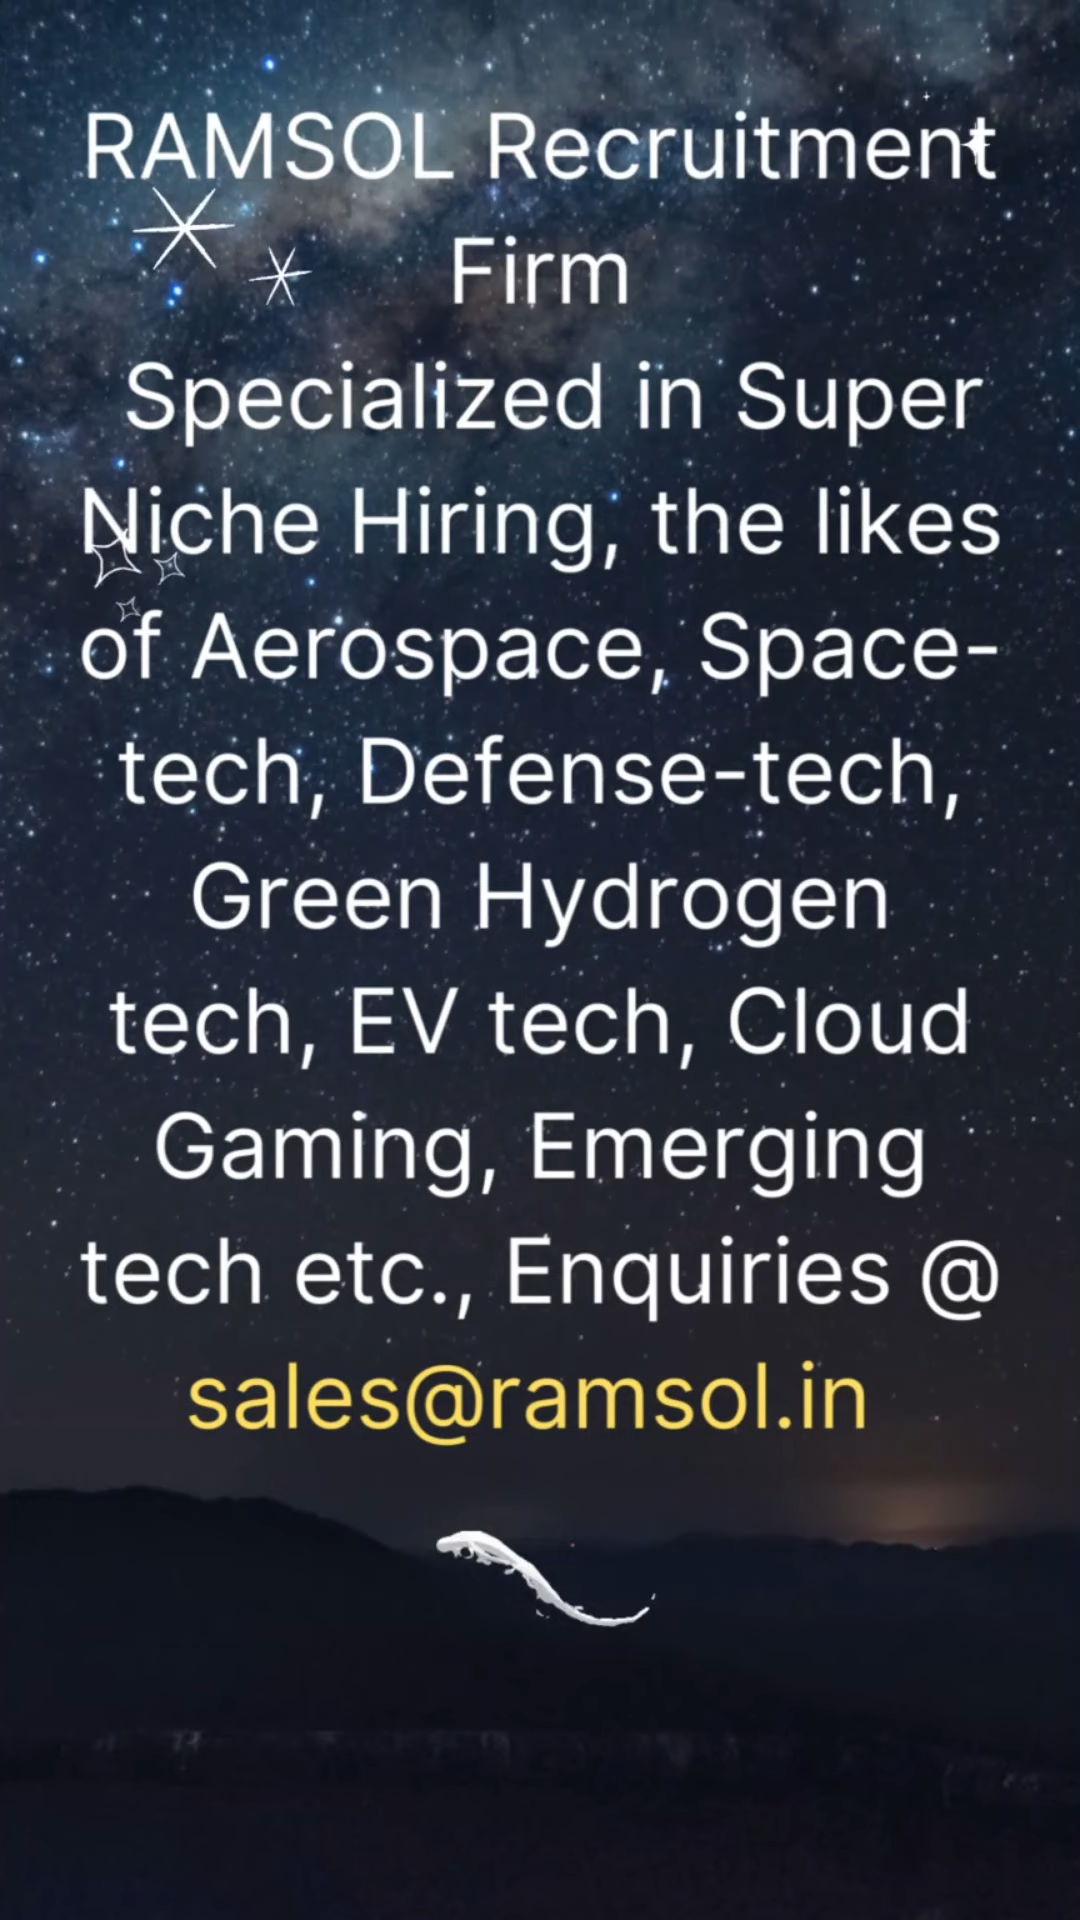 RAMSOL Recruitment
Firm
Specialized in Super
Niche Hiring, the likes
of Aerospace, Space-
tech, Defense-tech,
Green Hydrogen
tech, EV tech, Cloud
Gaming, Emerging
tech etc., Enquiries @
sales@ramsol.in